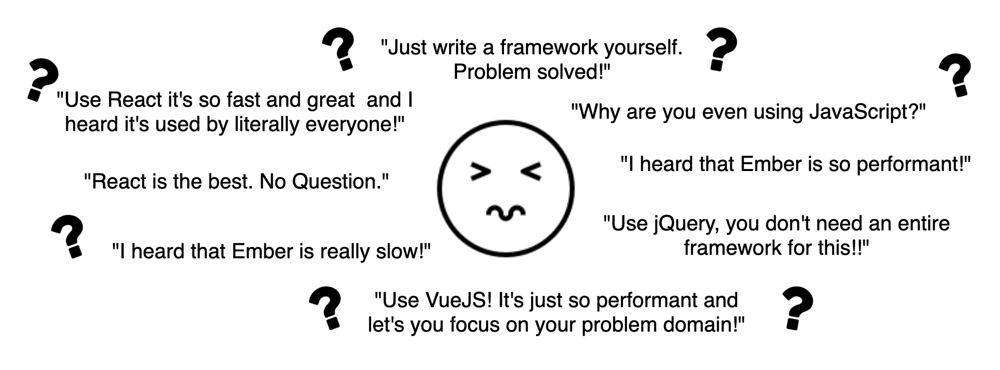 "Just write a framework yourself.
Problem solved!"
"Use React it's so fast and great  and I
heard it's used by literally everyone!"
"Why are you even using JavaScript?"
"I heard that Ember is so performant!"
"React is the best. No Question."
"Use jQuery, you don't need an entire
framework for this!!"
"I heard that Ember is really slow!"
"Use VueJS! It's just so performant and
let's you focus on your problem domain!"